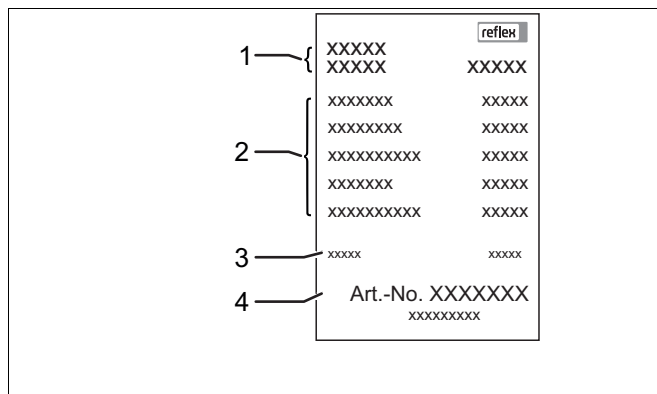 reflex
1 XXXXX
XXXXX XXXXX
xxxxxxx xxxxx
xxxxxxxx xxxxx
2 xxxxxxxxxx xxxxx
xxxxxxx xxxxx
xxxxxxxxxx xxxxx
3 xxxxx xxxxx
4 Art.-No. XXXXXXX
xxxxxxxxx